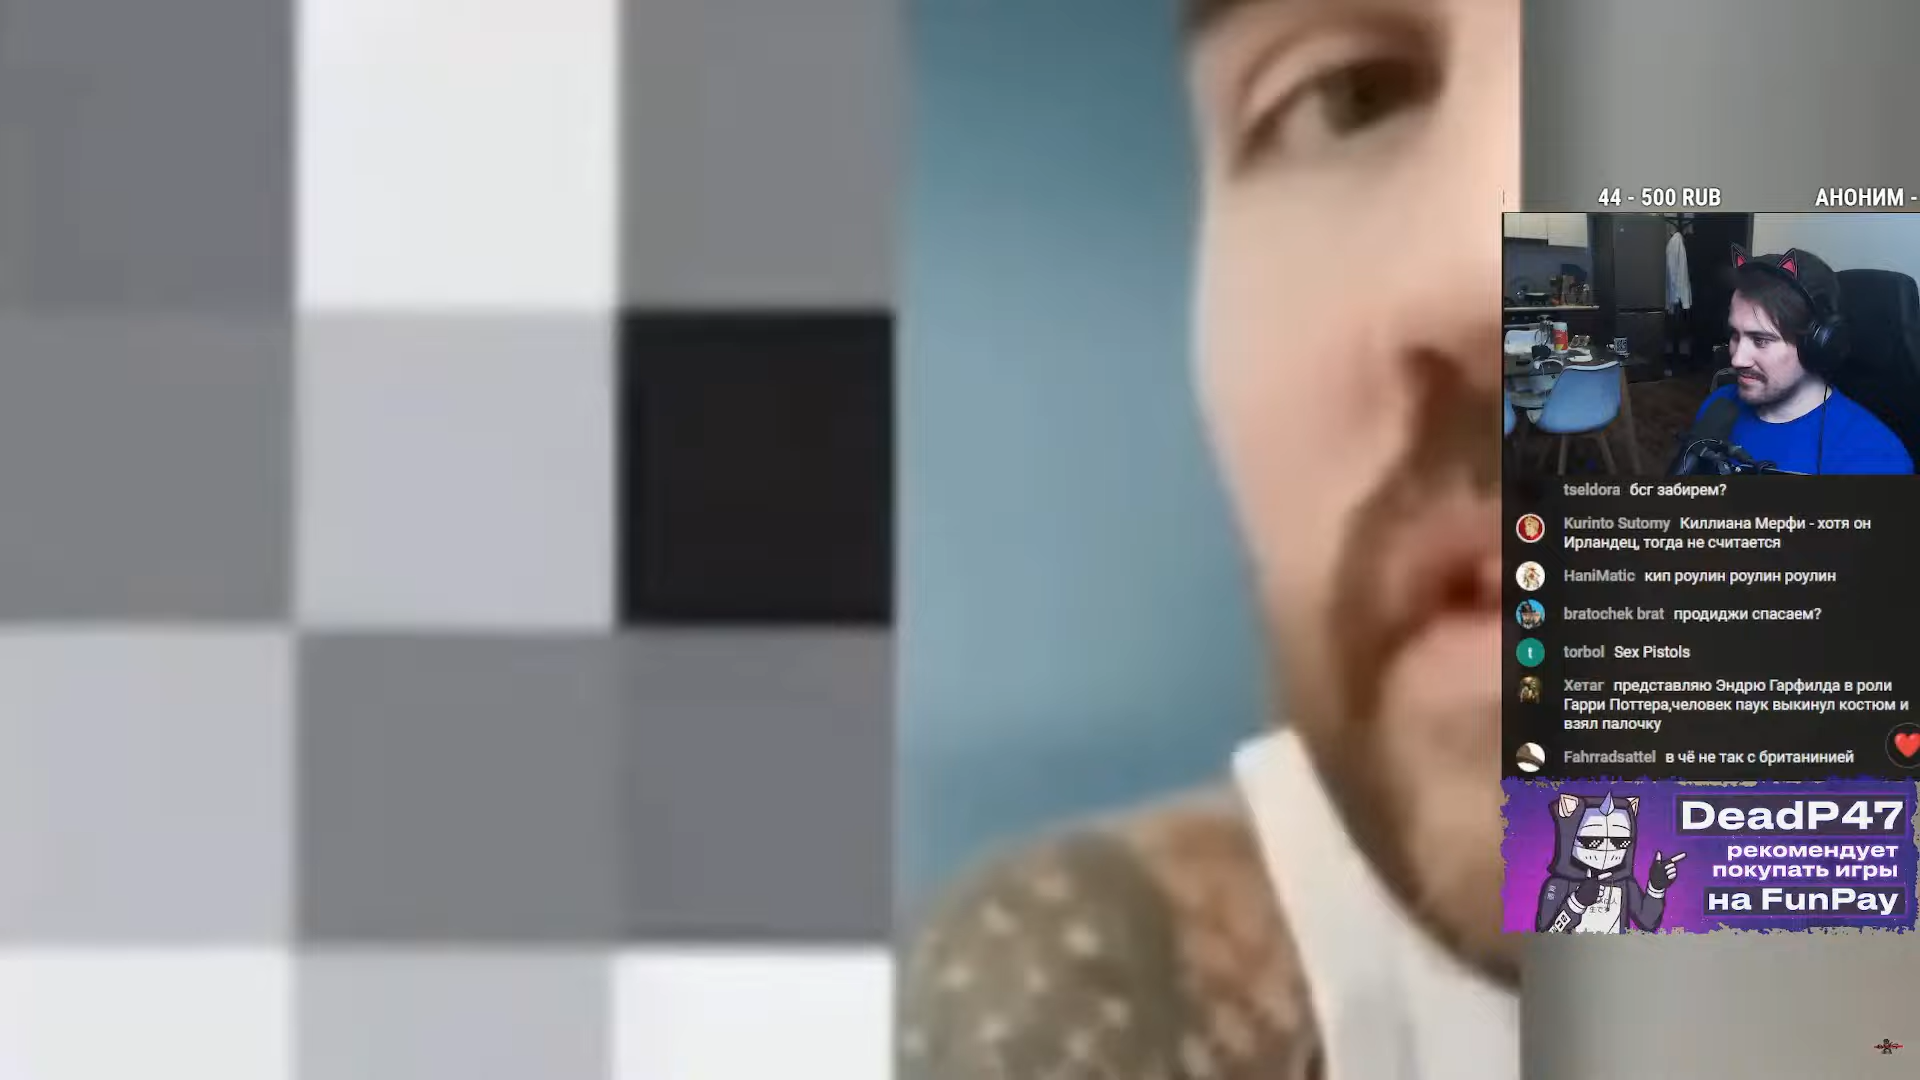 44 - 500 RUB
АНОНИМ -
tseldora бсг забирем?
Kurinto Sutomy Киллиана Мерфи - хотя он
Ирландец, тогда не считается
HaniMatic кип роулин роулин роулин
bratochek brat продиджи спасаем?
t
torbol Sex Pistols
Хетаг представляю Эндрю Гарфилда в роли
Гарри Поттера,человек паук выкинул костюм и
взял палочку
Fahrradsattel в чё не так с британинией
DeadP47
рекомендует
покупать игры
на FunPay